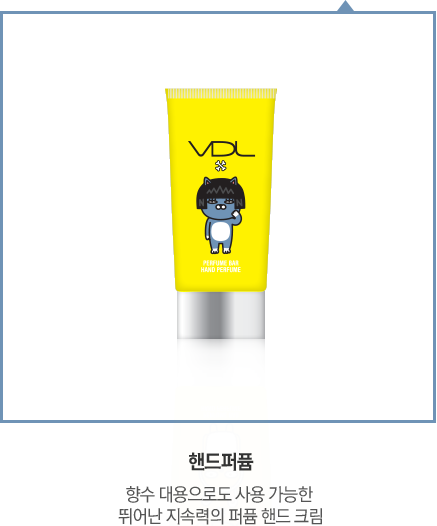 VDL
PERFUME BAR
HAND PERFUME
핸드퍼퓸
향수 대용으로도 사용 가능한
뛰어난 지속력의 퍼퓸 핸드 크림